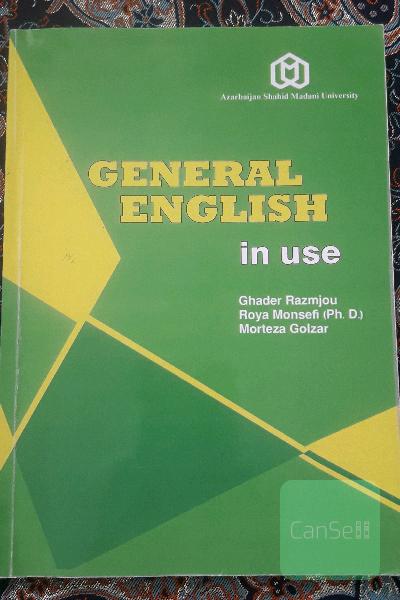 Azarbaijan Shahid Madani University
GENERAL
ENGLISH
in use
Ghader Razmjou
Roya Monsefi (Ph. D.)
Morteza Golzar
CanSell